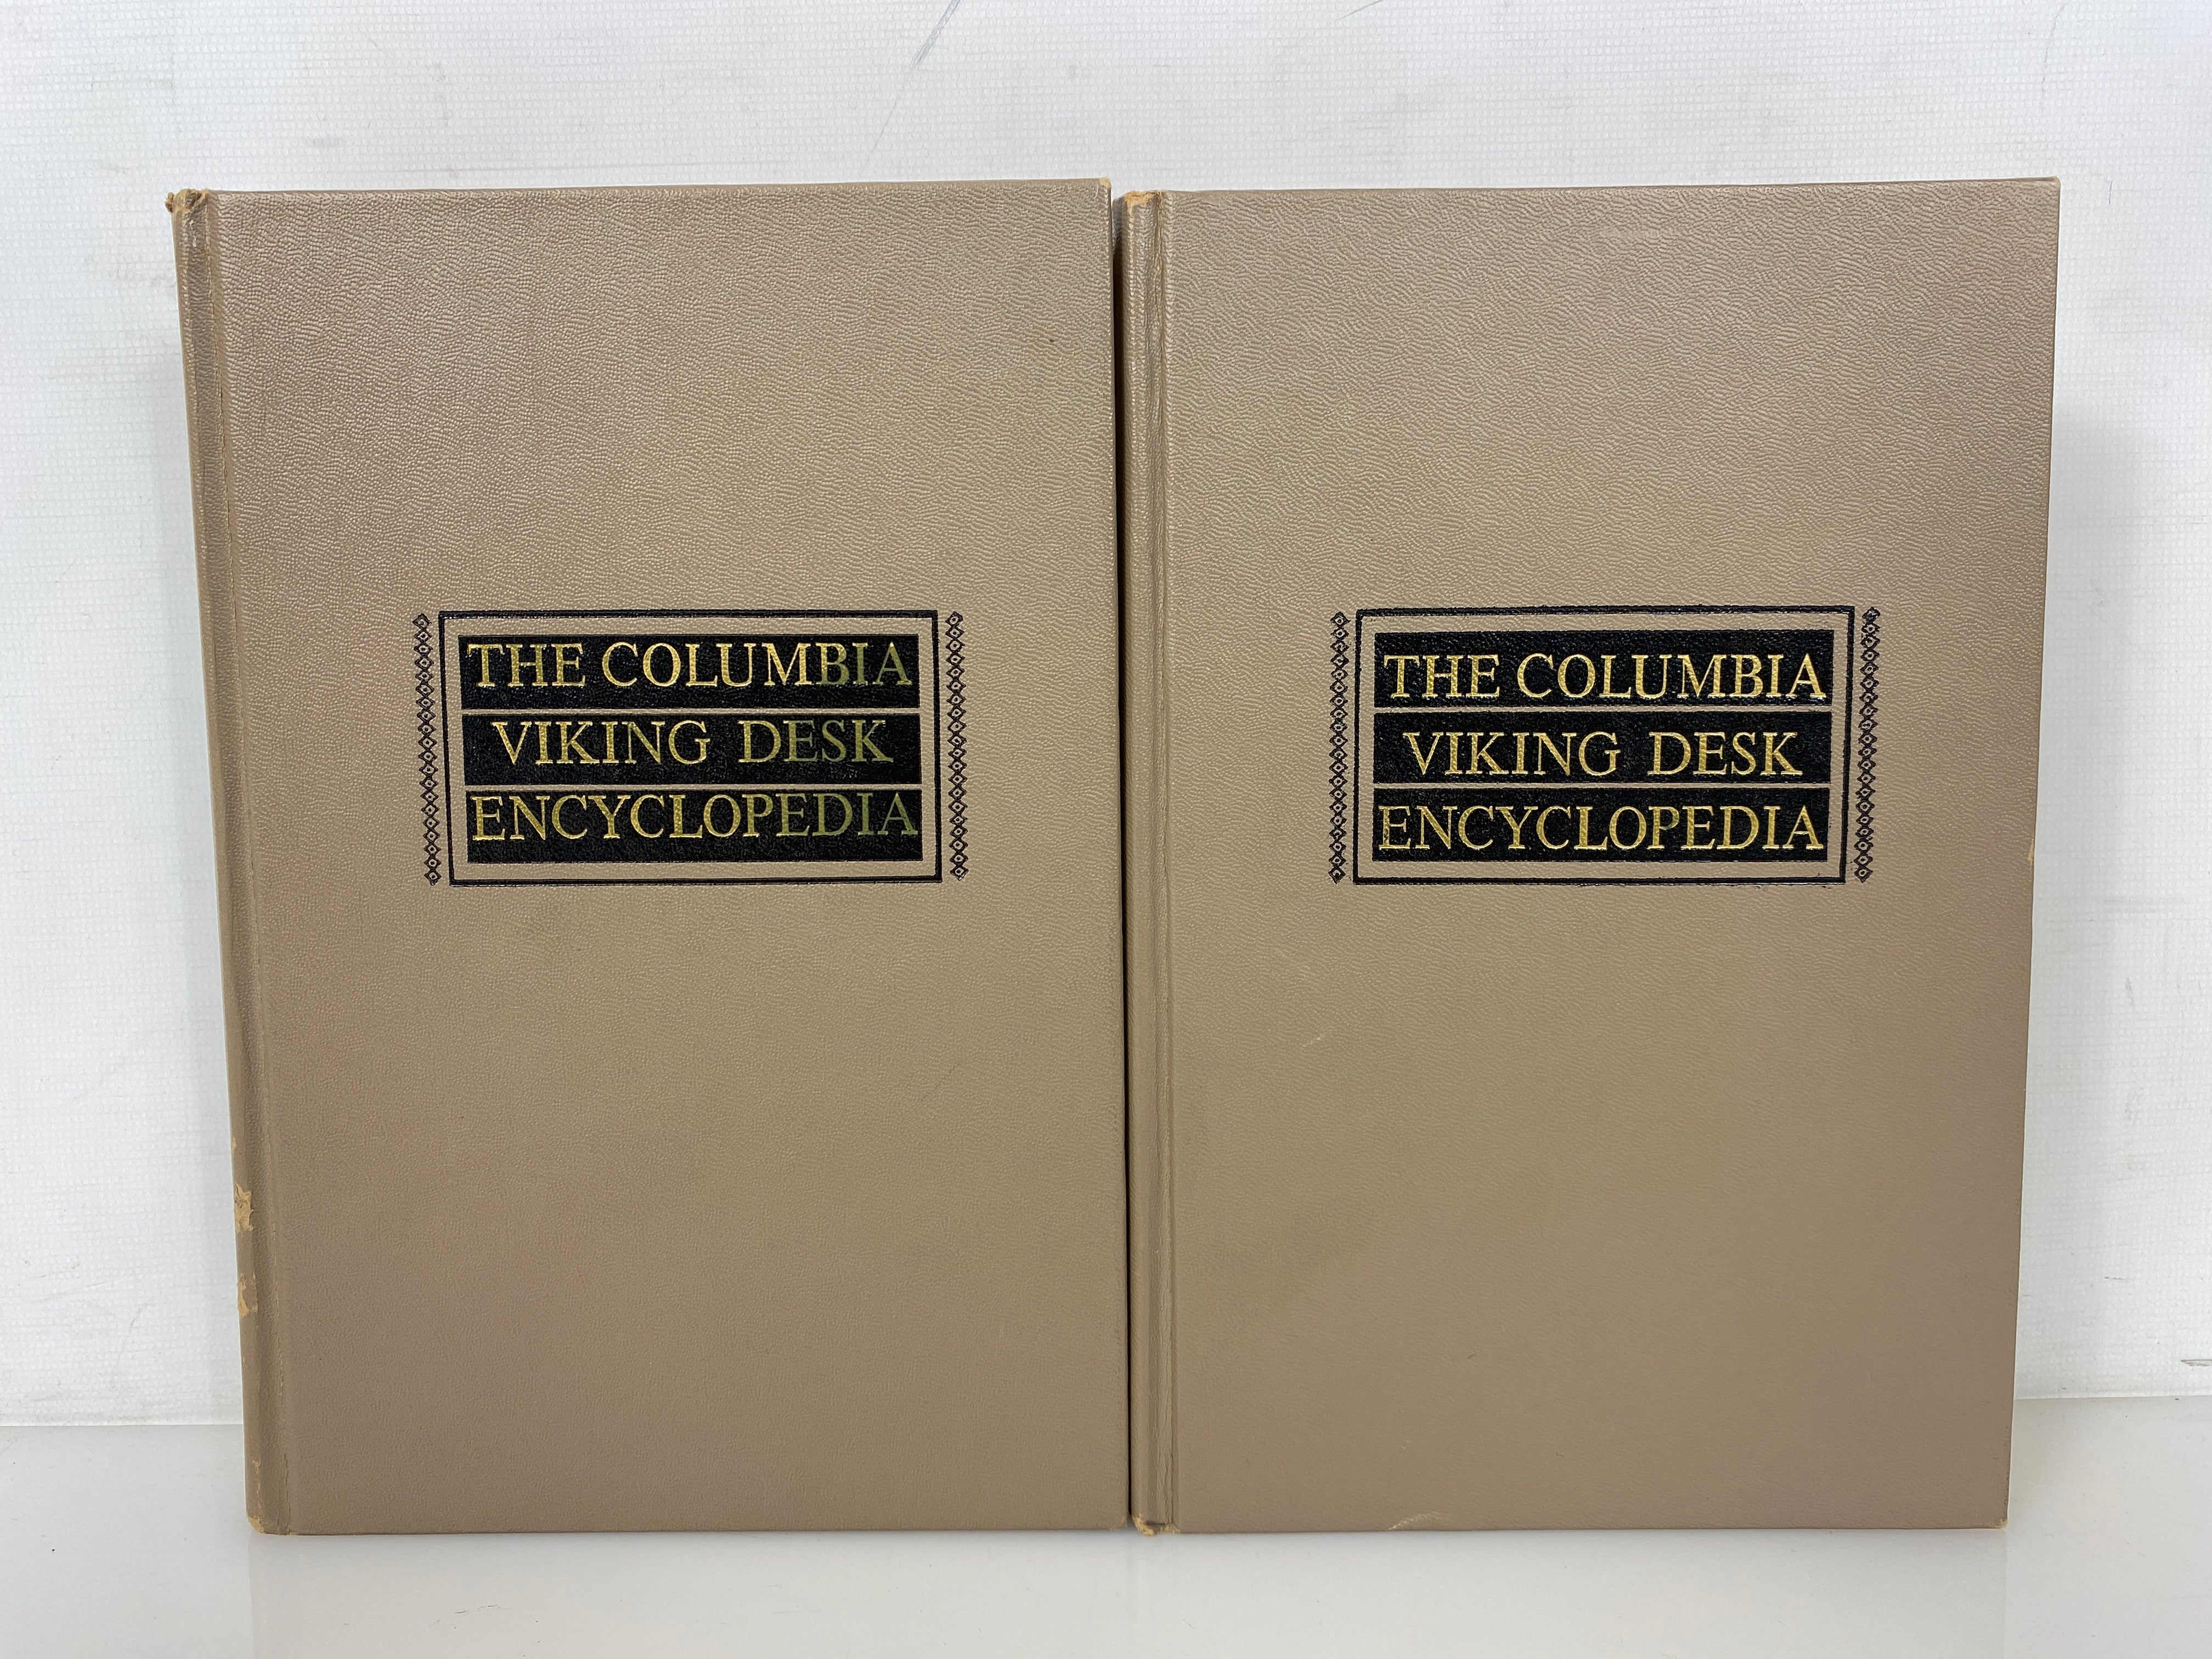 THE COLUMBIA
VIKING DESK
ENCYCLOPEDIA
THE COLUMBIA
VIKING DESK
ENCYCLOPEDIA